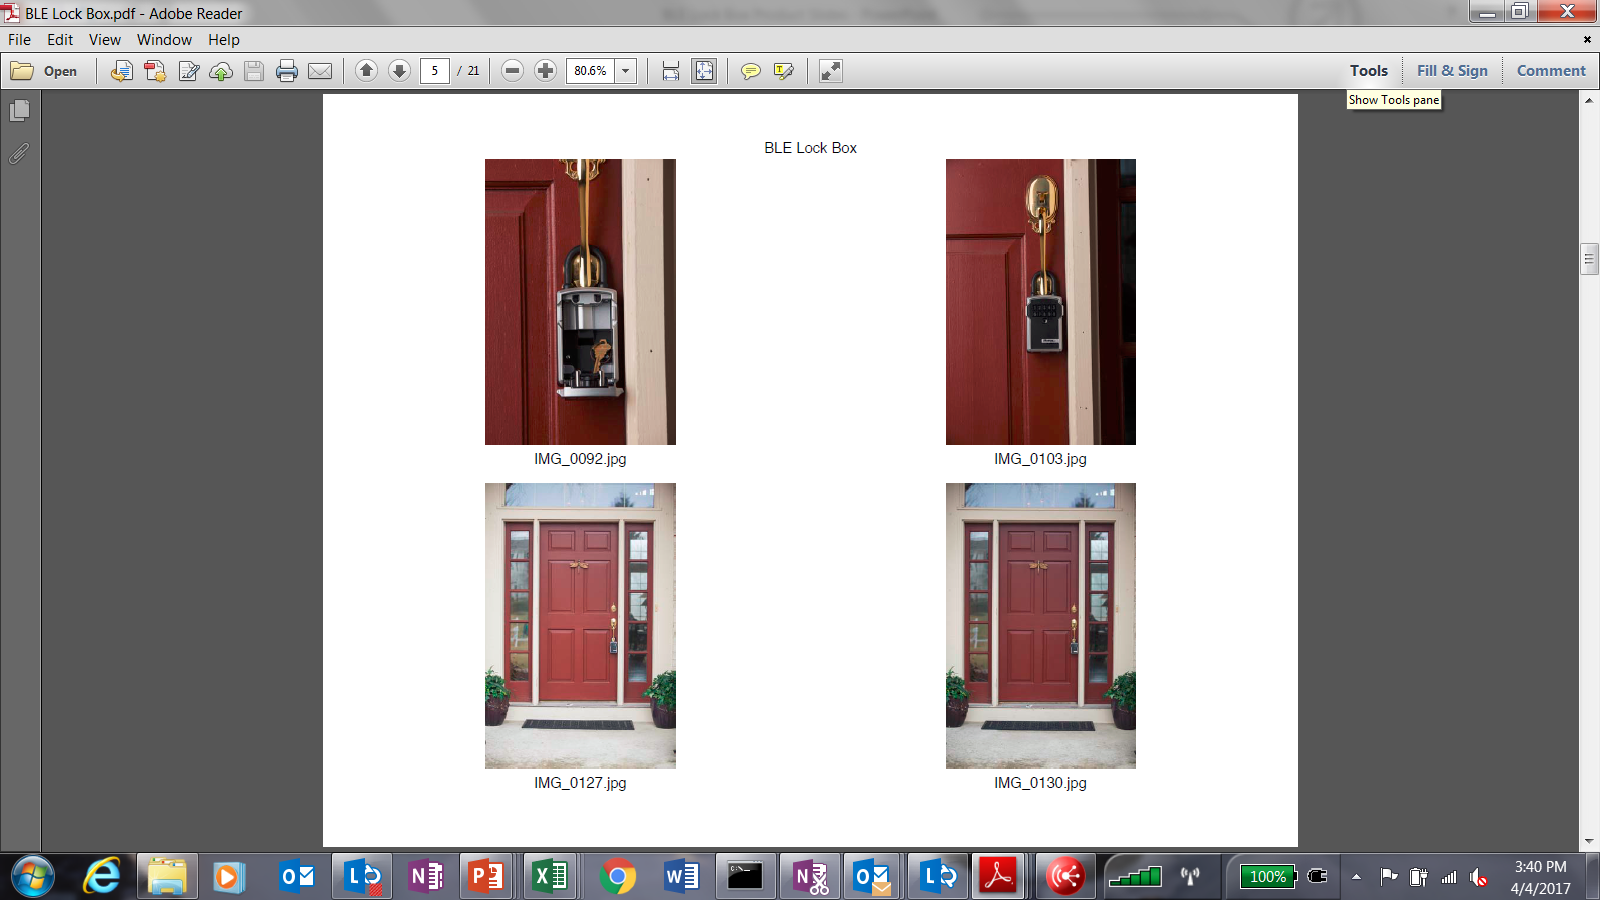 BLE Lock Box.pdf - Adobe Reader
File Edit View Window Help
Open 5 / 21 80.6% Tools Fill & Sign Comment
Show Tools pane
BLE Lock Box
IMG_0092.jpg IMG_0103.jpg
IMG_0127.jpg IMG_0130.jpg
100% 3:40 PM
4/4/2017